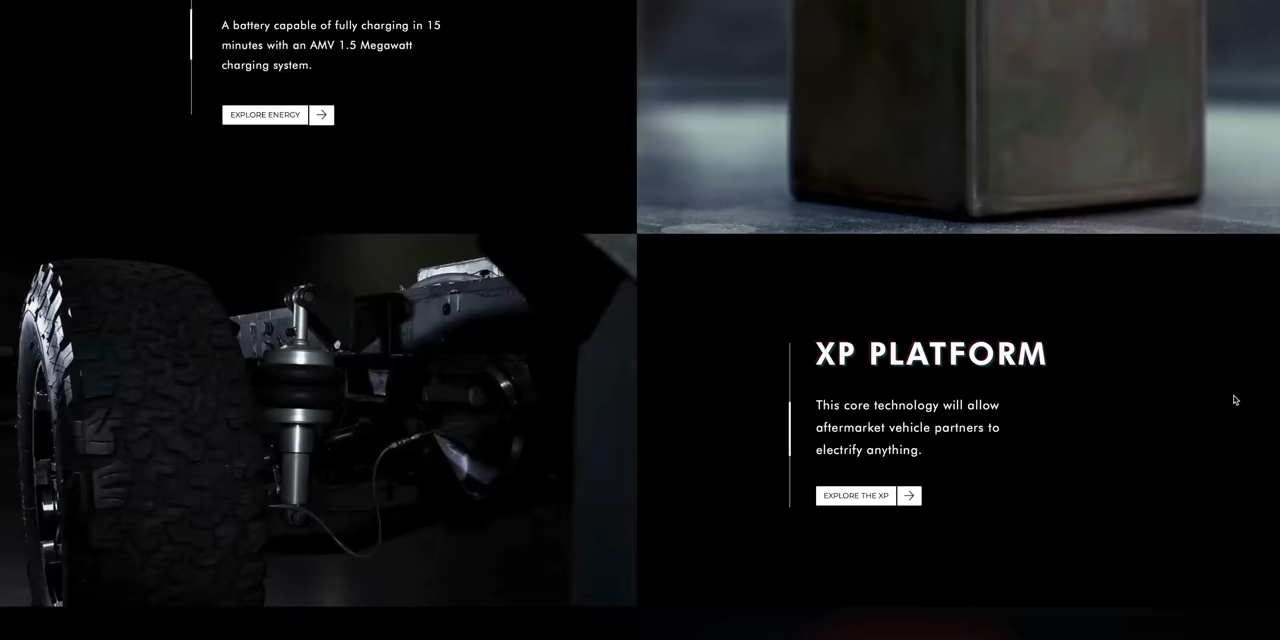 A battery capable of fully charging in 15
minutes with an AMV 1.5 Megawatt
charging system.
EXPLORE ENERGY
XP PLATFORM
This core technology will allow
aftermarket vehicle partners to
electrify anything.
EXPLORE THE XP